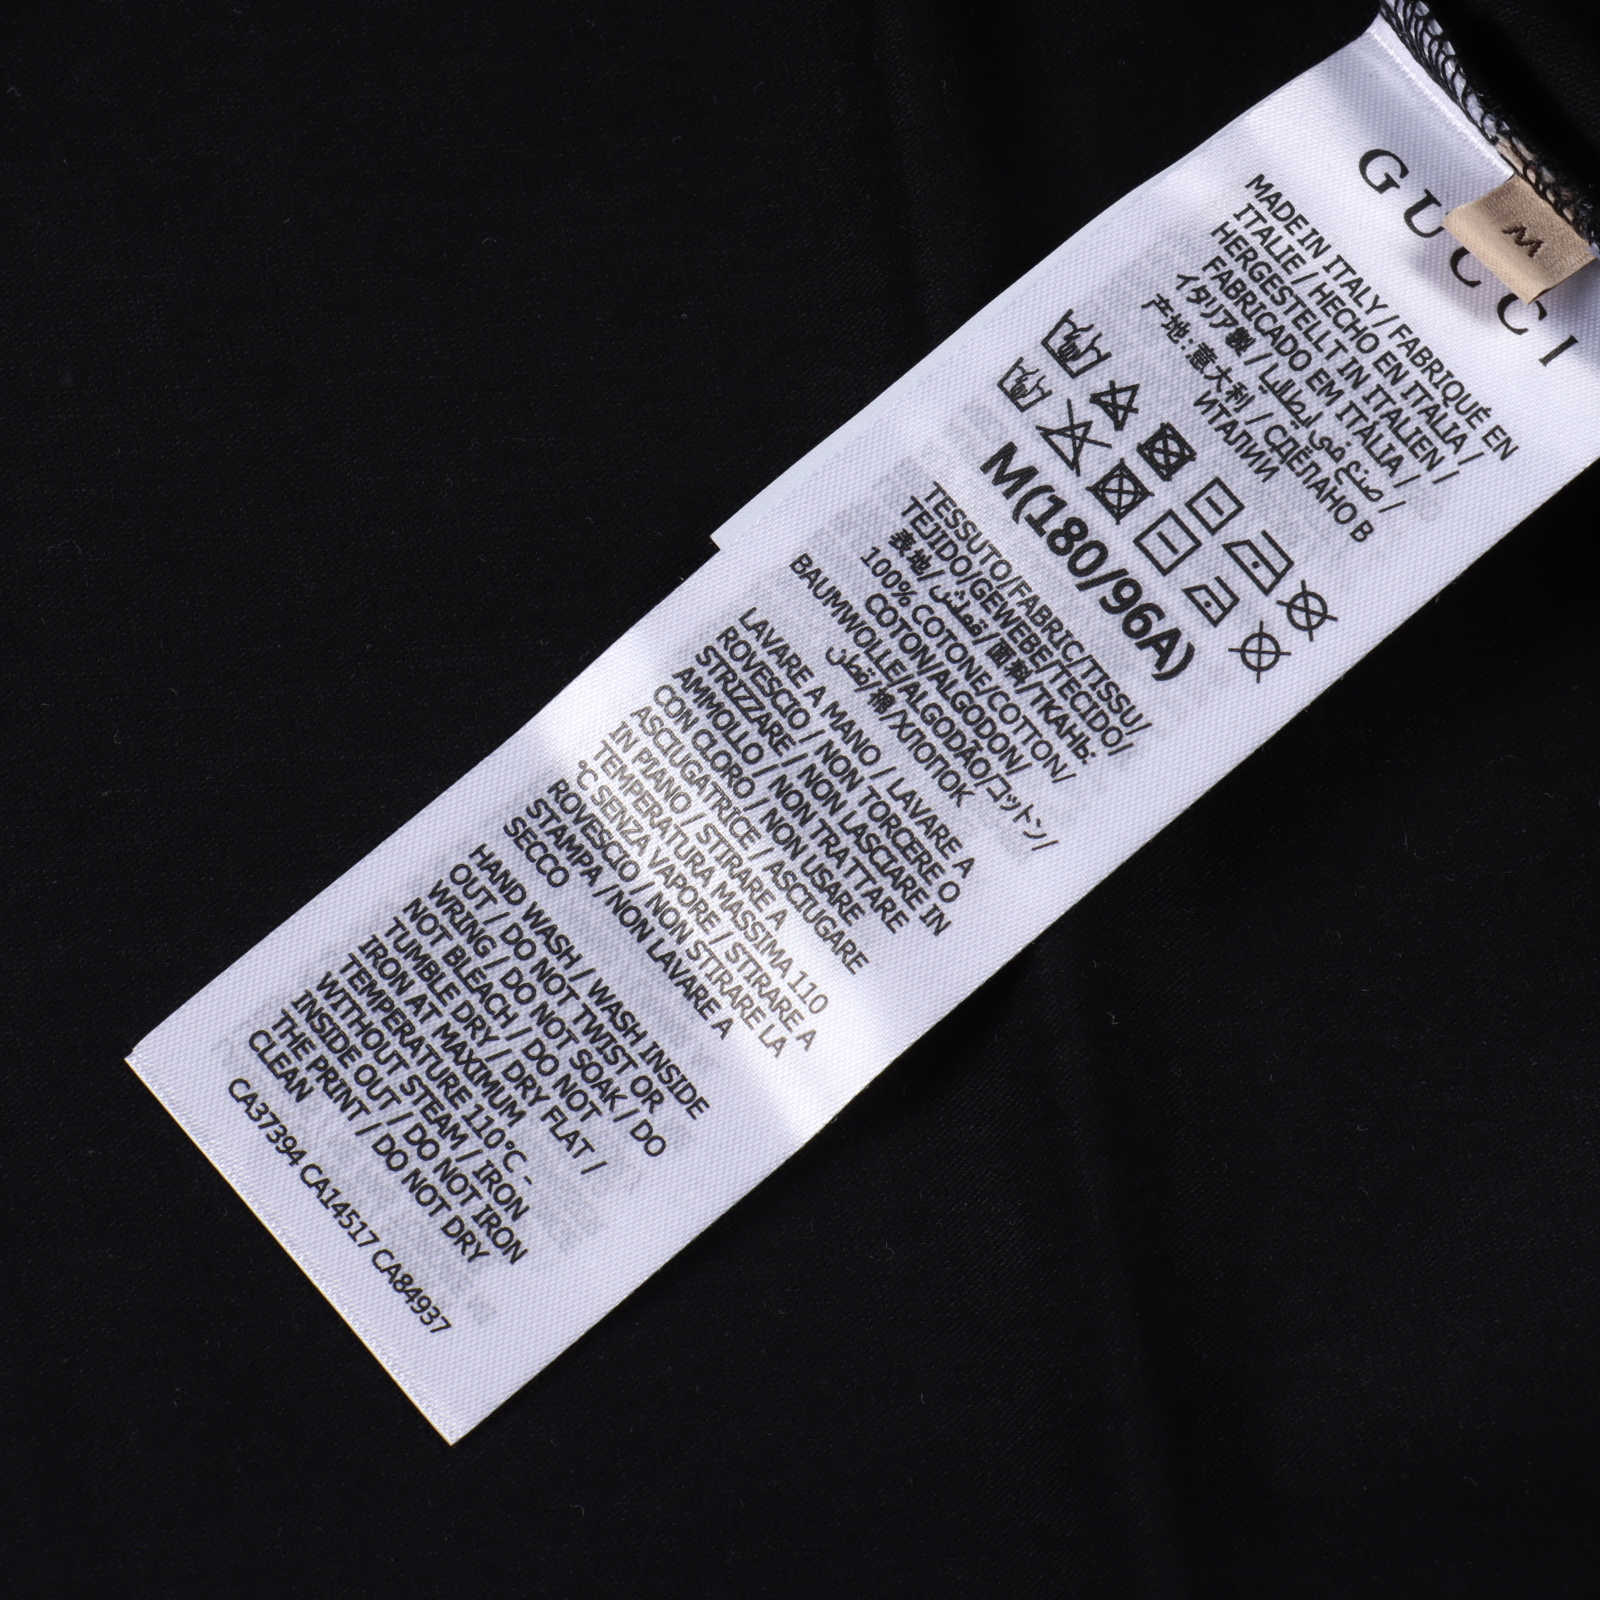 GUCCI
M
MADE IN ITALY / FABRIQUÉ EN
ITALIE / HECHO EN ITALIA /
HERGESTELLT IN ITALIEN /
FABRICADO EM ITÁLIA /
イタリア製 / صنع في إيطاليا /
产地:意大利 / СДЕЛАНО В
ИТАЛИИ
M(180/96A)
TESSUTO/FABRIC/TISSU/
TEJIDO/GEWEBE/TECIDO/
表地/قماش/面料/ТКАНЬ:
100% COTONE/COTTON/
COTON/ALGODON/
BAUMWOLLE/ALGODÃO/コットン/
قطن/棉/ХЛОПОК
LAVARE A MANO / LAVARE A
ROVESCIO / NON TORCERE O
STRIZZARE / NON LASCIARE IN
AMMOLLO / NON TRATTARE
CON CLORO / NON USARE
ASCIUGATRICE / ASCIUGARE
IN PIANO / STIRARE A
TEMPERATURA MASSIMA 110
°C SENZA VAPORE / STIRARE A
ROVESCIO / NON STIRARE LA
STAMPA /NON LAVARE A
SECCO
HAND WASH / WASH INSIDE
OUT / DO NOT TWIST OR
WRING / DO NOT SOAK / DO
NOT BLEACH / DO NOT
TUMBLE DRY / DRY FLAT /
IRON AT MAXIMUM
TEMPERATURE 110°C -
WITHOUT STEAM / IRON
INSIDE OUT / DO NOT IRON
THE PRINT / DO NOT DRY
CLEAN
CA37394 CA14517 CA84937